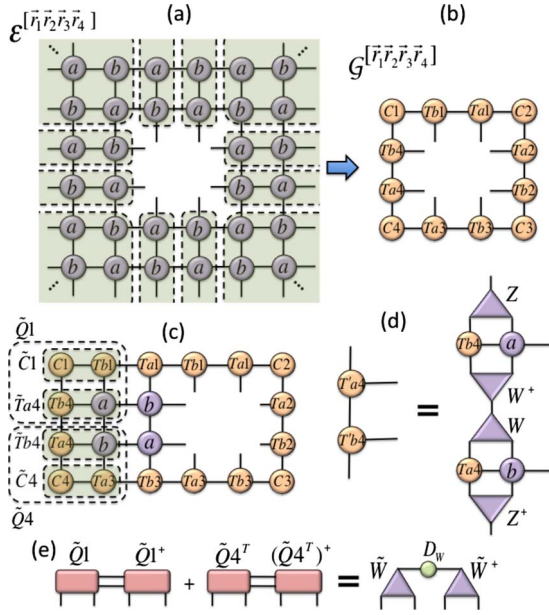 (a)
ℰ[r⃗1r⃗2r⃗3r⃗4]
a b a b a b
b a b a b a
a b a b
b a b a
a b a b a b
b a b a b a
(b)
𝒢[r⃗1r⃗2r⃗3r⃗4]
C1 Tb1 Ta1 C2
Tb4 Ta2
Ta4 Tb2
C4 Ta3 Tb3 C3
(c)
Q̃1
C̃1 C1 Tb1 Ta1 Tb1 Ta1 C2
T̃a4 Tb4 a b Ta2
T̃b4 Ta4 b a Tb2
C̃4 C4 Ta3 Tb3 Ta3 Tb3 C3
Q̃4
(d)
T'a4
T'b4
=
Z
Tb4 a
W+
W
Ta4 b
Z+
(e) Q̃1 Q̃1+ + Q̃4T (Q̃4T)+ = W̃ DW W̃+